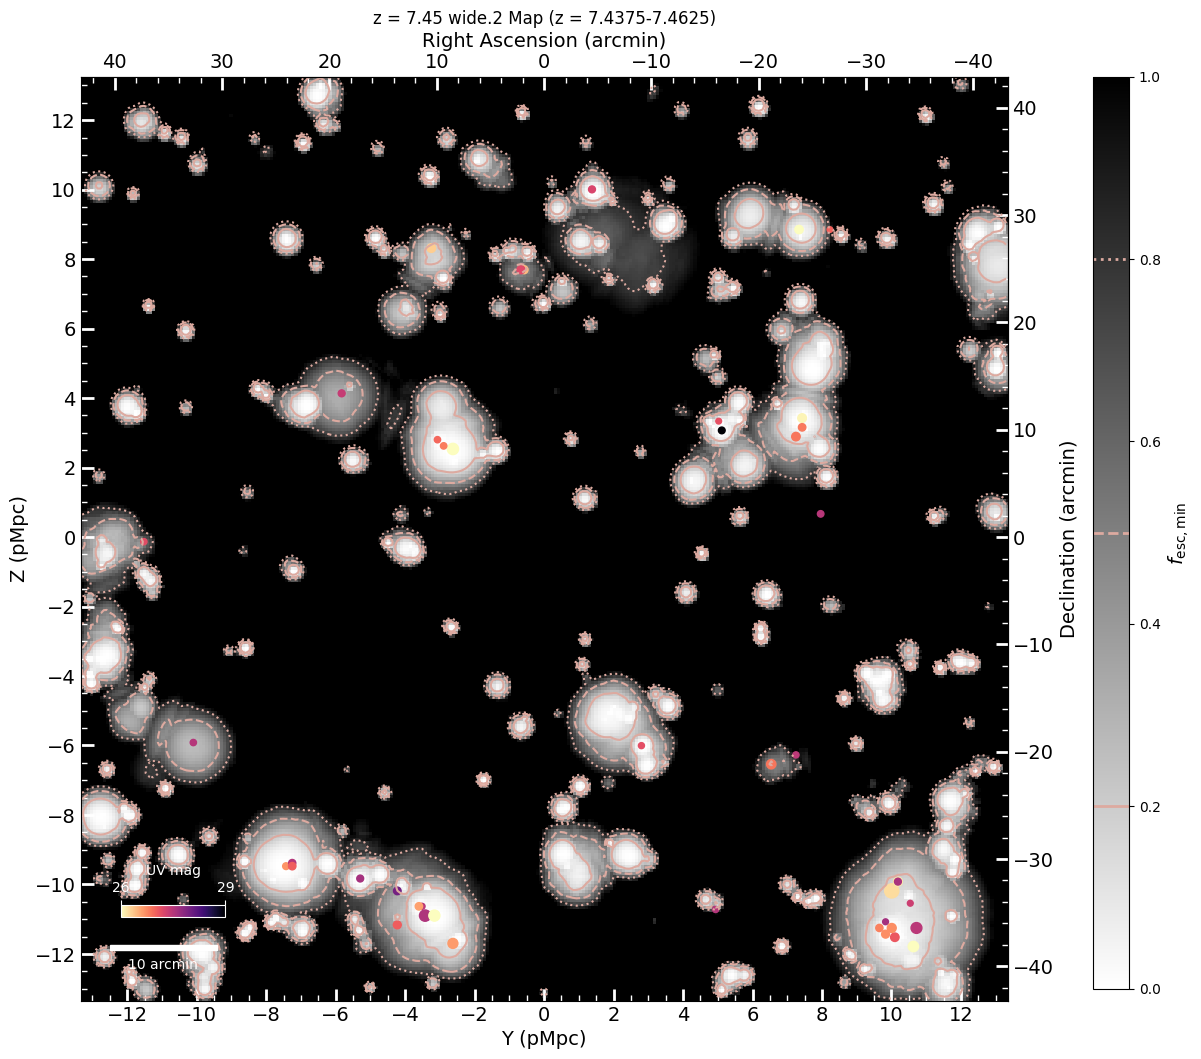 z = 7.45 wide.2 Map (z = 7.4375-7.4625)
Right Ascension (arcmin)
40 30 20 10 0 −10 −20 −30 −40
12
10
8
6
4
2
0
−2
−4
−6
−8
−10
−12
Z (pMpc)
40
30
20
10
0
−10
−20
−30
−40
Declination (arcmin)
1.0
0.8
0.6
0.4
0.2
0.0
fesc,min
UV mag
26 29
10 arcmin
−12 −10 −8 −6 −4 −2 0 2 4 6 8 10 12
Y (pMpc)